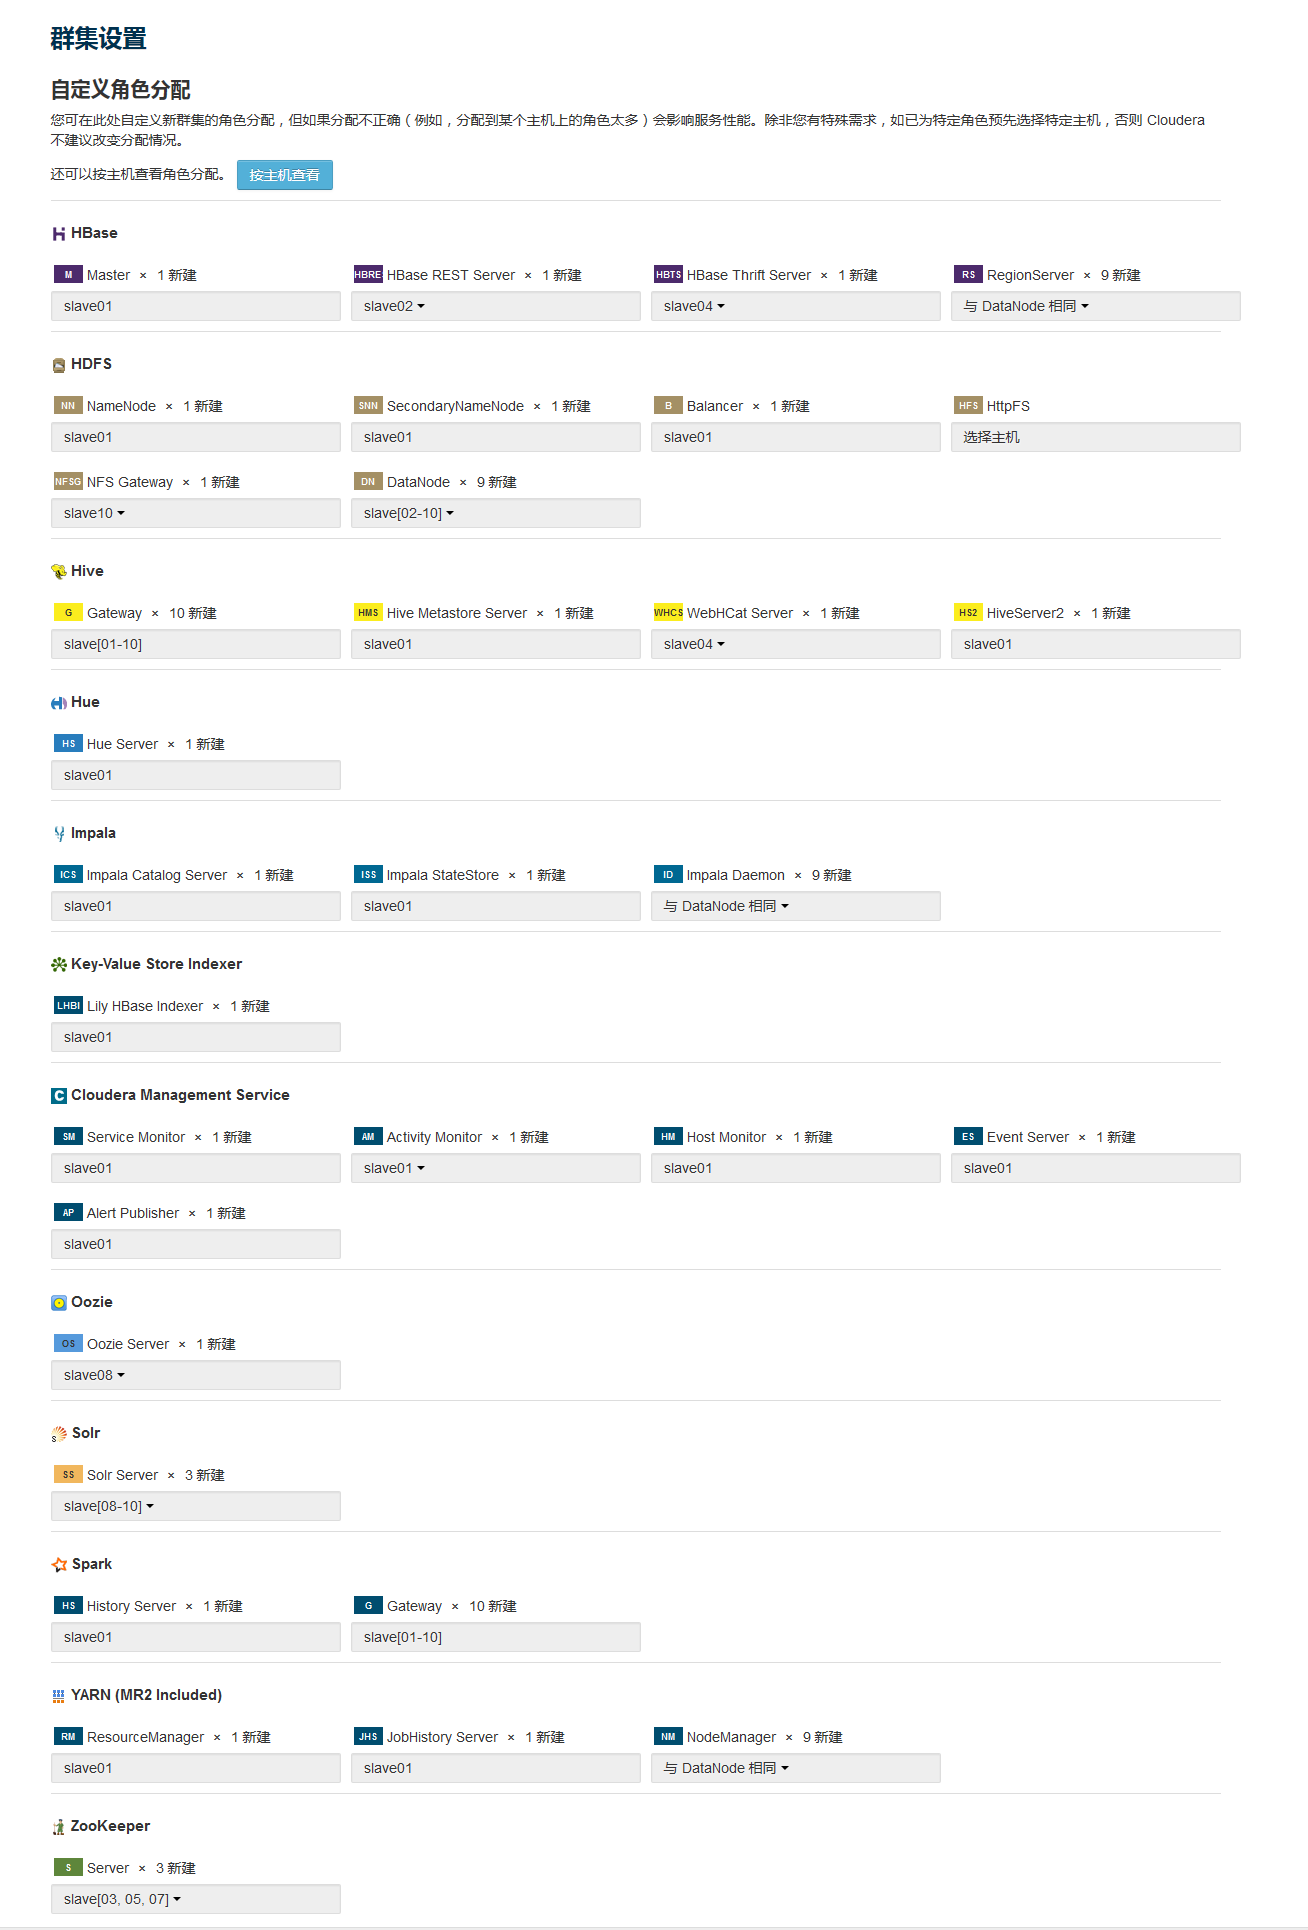 群集设置
自定义角色分配
您可在此处自定义新群集的角色分配，但如果分配不正确（例如，分配到某个主机上的角色太多）会影响服务性能。除非您有特殊需求，如已为特定角色预先选择特定主机，否则 Cloudera
不建议改变分配情况。
还可以按主机查看角色分配。 按主机查看
HBase
M Master × 1 新建 HBRE HBase REST Server × 1 新建 HBTS HBase Thrift Server × 1 新建 RS RegionServer × 9 新建
slave01 slave02 slave04 与 DataNode 相同
HDFS
NN NameNode × 1 新建 SNN SecondaryNameNode × 1 新建 B Balancer × 1 新建 HFS HttpFS
slave01 slave01 slave01 选择主机
NFSG NFS Gateway × 1 新建 DN DataNode × 9 新建
slave10 slave[02-10]
Hive
G Gateway × 10 新建 HMS Hive Metastore Server × 1 新建 WHCS WebHCat Server × 1 新建 HS2 HiveServer2 × 1 新建
slave[01-10] slave01 slave04 slave01
Hue
HS Hue Server × 1 新建
slave01
Impala
ICS Impala Catalog Server × 1 新建 ISS Impala StateStore × 1 新建 ID Impala Daemon × 9 新建
slave01 slave01 与 DataNode 相同
Key-Value Store Indexer
LHBI Lily HBase Indexer × 1 新建
slave01
C Cloudera Management Service
SM Service Monitor × 1 新建 AM Activity Monitor × 1 新建 HM Host Monitor × 1 新建 ES Event Server × 1 新建
slave01 slave01 slave01 slave01
AP Alert Publisher × 1 新建
slave01
Oozie
OS Oozie Server × 1 新建
slave08
Solr
SS Solr Server × 3 新建
slave[08-10]
Spark
HS History Server × 1 新建 G Gateway × 10 新建
slave01 slave[01-10]
YARN (MR2 Included)
RM ResourceManager × 1 新建 JHS JobHistory Server × 1 新建 NM NodeManager × 9 新建
slave01 slave01 与 DataNode 相同
ZooKeeper
S Server × 3 新建
slave[03, 05, 07]